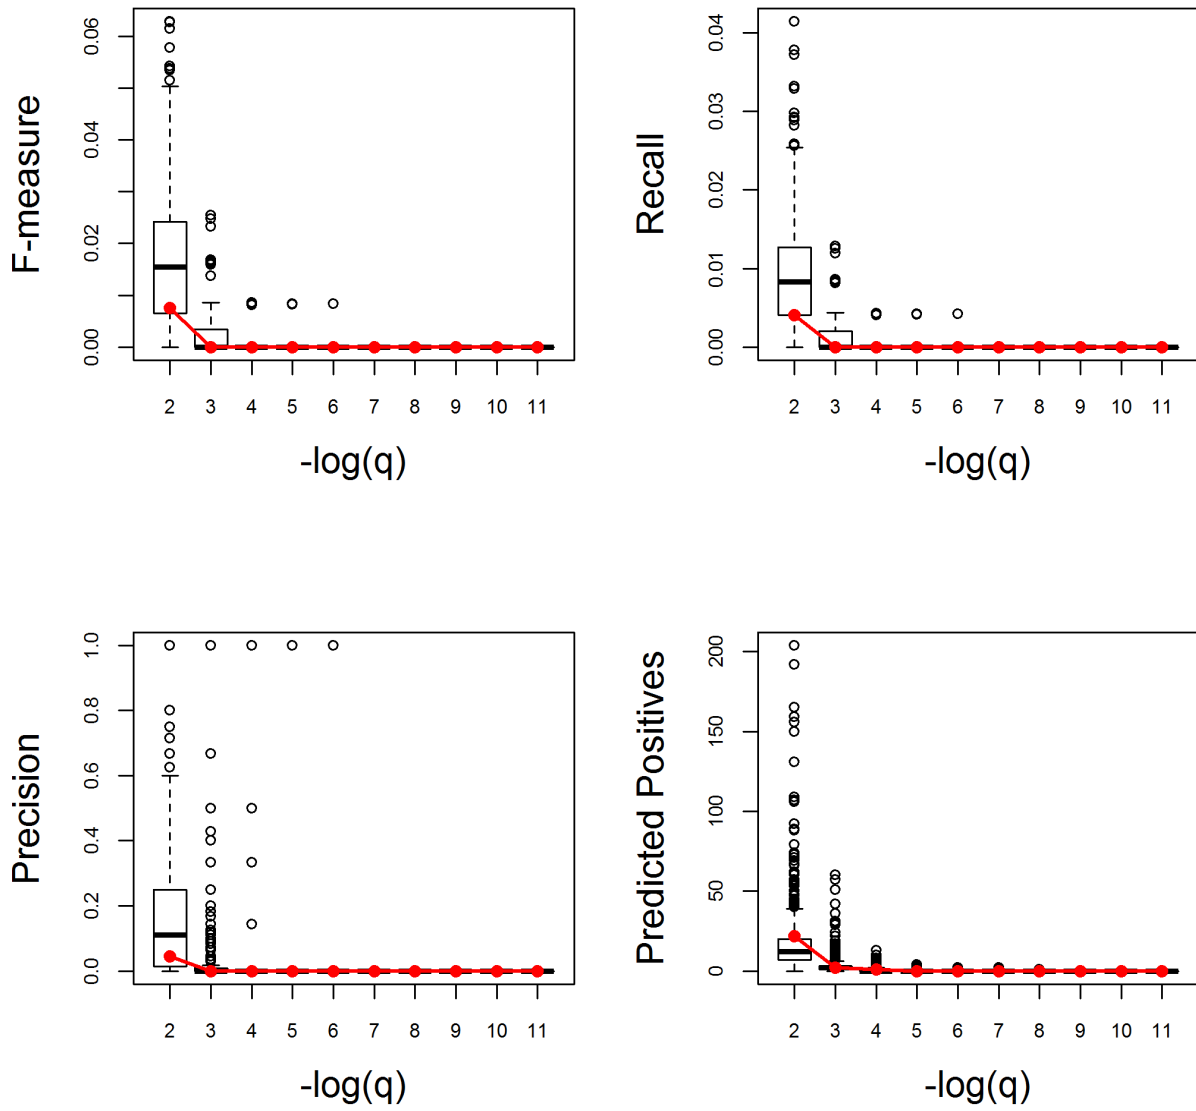 F-measure
0.00 0.02 0.04 0.06
2 3 4 5 6 7 8 9 10 11
-log(q)
Recall
0.00 0.01 0.02 0.03 0.04
2 3 4 5 6 7 8 9 10 11
-log(q)
Precision
0.0 0.2 0.4 0.6 0.8 1.0
2 3 4 5 6 7 8 9 10 11
-log(q)
Predicted Positives
0 50 100 150 200
2 3 4 5 6 7 8 9 10 11
-log(q)